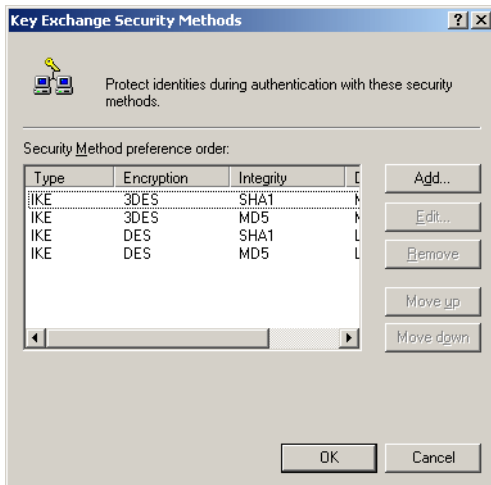 Key Exchange Security Methods
Protect identities during authentication with these security
methods.
Security Method preference order:
Type Encryption Integrity
IKE 3DES SHA1
IKE 3DES MD5
IKE DES SHA1
IKE DES MD5
Add...
Edit...
Remove
Move up
Move down
OK Cancel